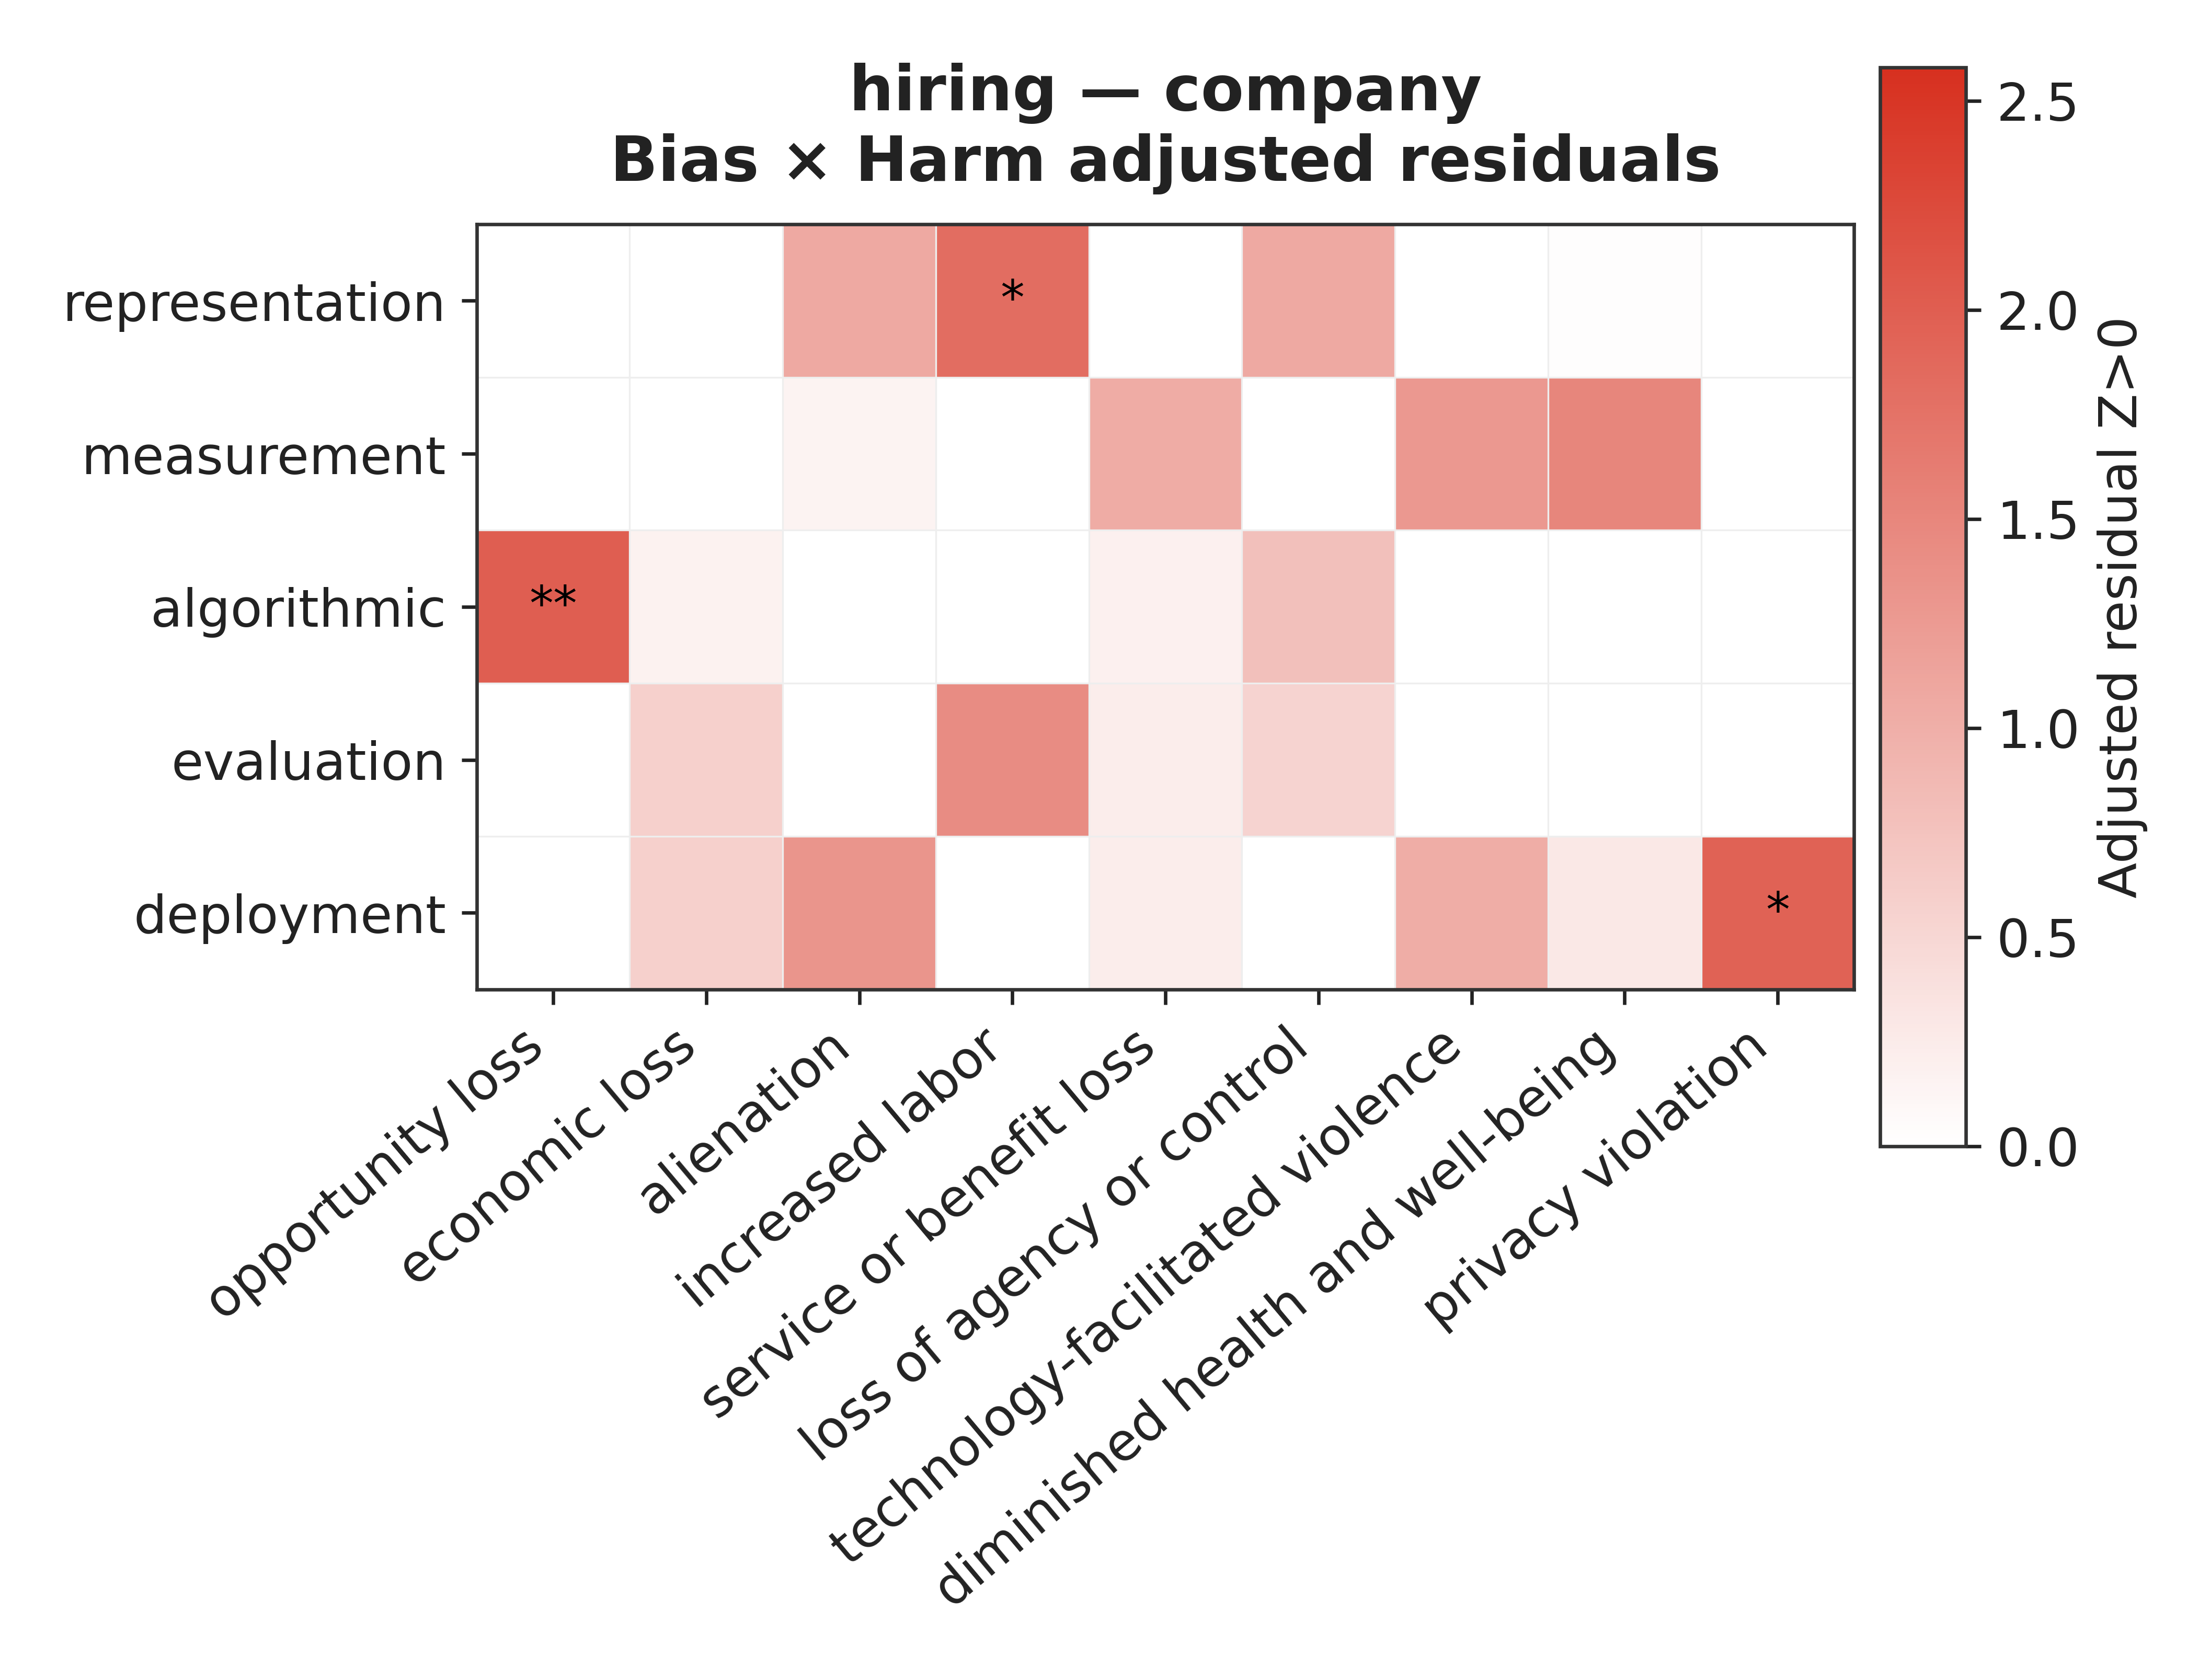 hiring — company
Bias × Harm adjusted residuals
representation
measurement
algorithmic
evaluation
deployment
*
**
*
opportunity loss
economic loss
alienation
increased labor
service or benefit loss
loss of agency or control
technology-facilitated violence
diminished health and well-being
privacy violation
2.5
2.0
1.5
1.0
0.5
0.0
Adjusted residual Z>0